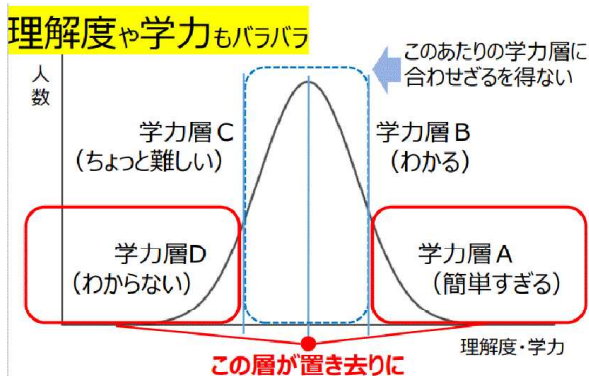 理解度や学力もバラバラ
このあたりの学力層に
合わせざるを得ない
人
数
学力層C
(ちょっと難しい)
学力層B
(わかる)
学力層D
(わからない)
学力層A
(簡単すぎる)
理解度・学力
この層が置き去りに